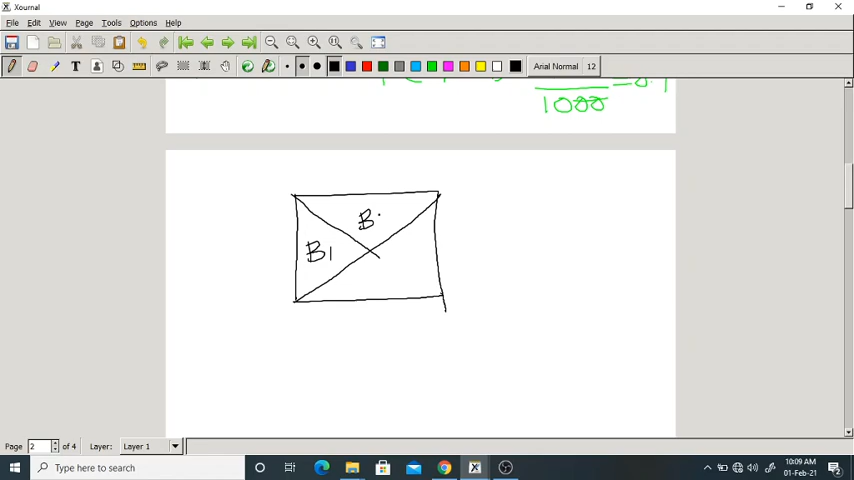 Xournal
File Edit View Page Tools Options Help
Arial Normal 12
1000
B
B1
Page 2 of 4 Layer: Layer 1
Type here to search
10:09 AM
01-Feb-21
2